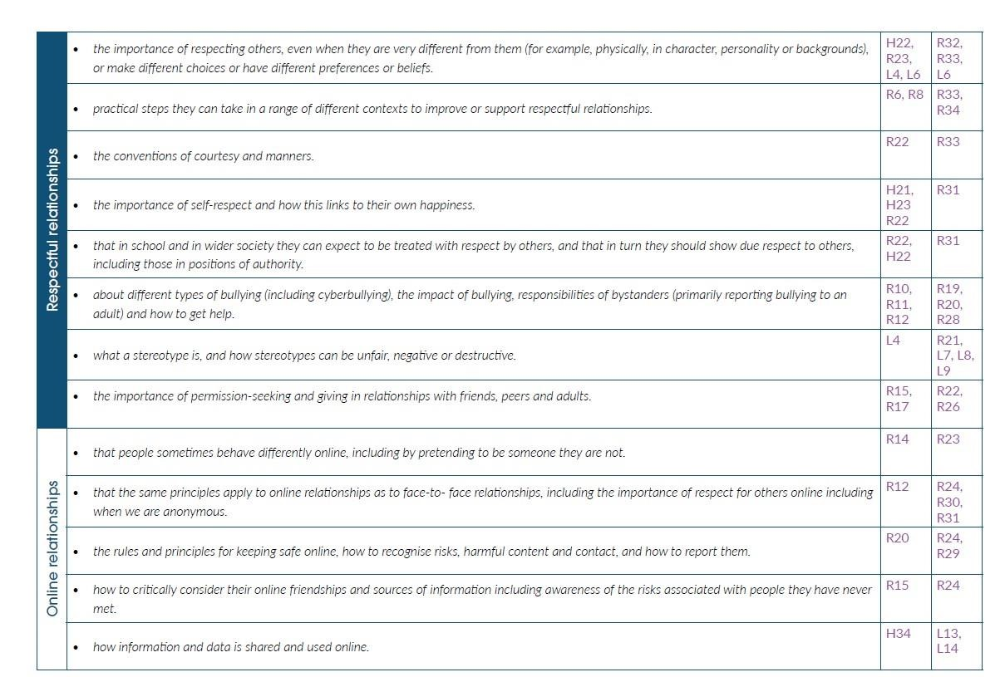 Respectful relationships
• the importance of respecting others, even when they are very different from them (for example, physically, in character, personality or backgrounds),
or make different choices or have different preferences or beliefs.
H22,
R23,
L4, L6
R32,
R33,
L6
• practical steps they can take in a range of different contexts to improve or support respectful relationships.
R6, R8
R33,
R34
• the conventions of courtesy and manners.
R22
R33
• the importance of self-respect and how this links to their own happiness.
H21,
H23
R22
R31
• that in school and in wider society they can expect to be treated with respect by others, and that in turn they should show due respect to others,
including those in positions of authority.
R22,
H22
R31
• about different types of bullying (including cyberbullying), the impact of bullying, responsibilities of bystanders (primarily reporting bullying to an
adult) and how to get help.
R10,
R11,
R12
R19,
R20,
R28
• what a stereotype is, and how stereotypes can be unfair, negative or destructive.
L4
R21,
L7, L8,
L9
• the importance of permission-seeking and giving in relationships with friends, peers and adults.
R15,
R17
R22,
R26
Online relationships
• that people sometimes behave differently online, including by pretending to be someone they are not.
R14
R23
• that the same principles apply to online relationships as to face-to- face relationships, including the importance of respect for others online including
when we are anonymous.
R12
R24,
R30,
R31
• the rules and principles for keeping safe online, how to recognise risks, harmful content and contact, and how to report them.
R20
R24,
R29
• how to critically consider their online friendships and sources of information including awareness of the risks associated with people they have never
met.
R15
R24
• how information and data is shared and used online.
H34
L13,
L14